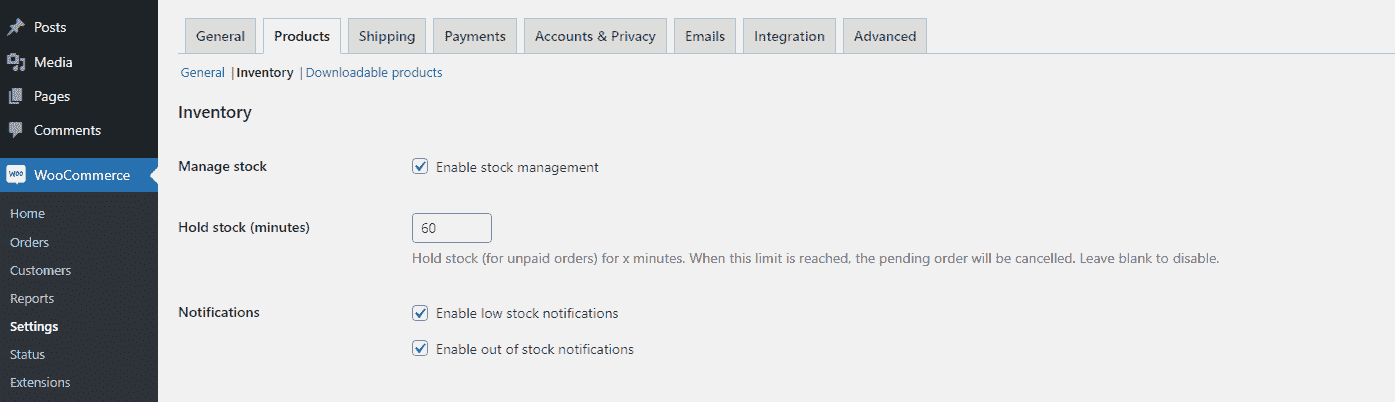 Posts
Media
Pages
Comments
WOO WooCommerce
Home
Orders
Customers
Reports
Settings
Status
Extensions
General Products Shipping Payments Accounts & Privacy Emails Integration Advanced
General | Inventory | Downloadable products
Inventory
Manage stock Enable stock management
Hold stock (minutes) 60
Hold stock (for unpaid orders) for x minutes. When this limit is reached, the pending order will be cancelled. Leave blank to disable.
Notifications Enable low stock notifications
Enable out of stock notifications